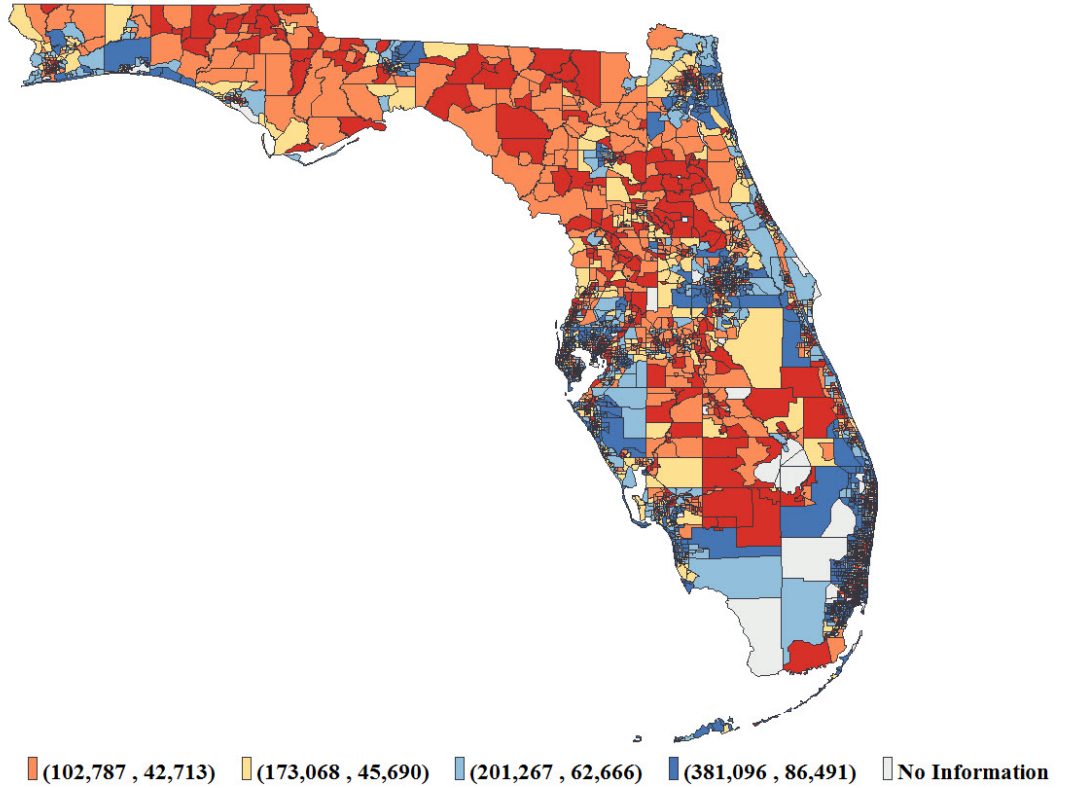 (102,787 , 42,713) (173,068 , 45,690) (201,267 , 62,666) (381,096 , 86,491) No Information